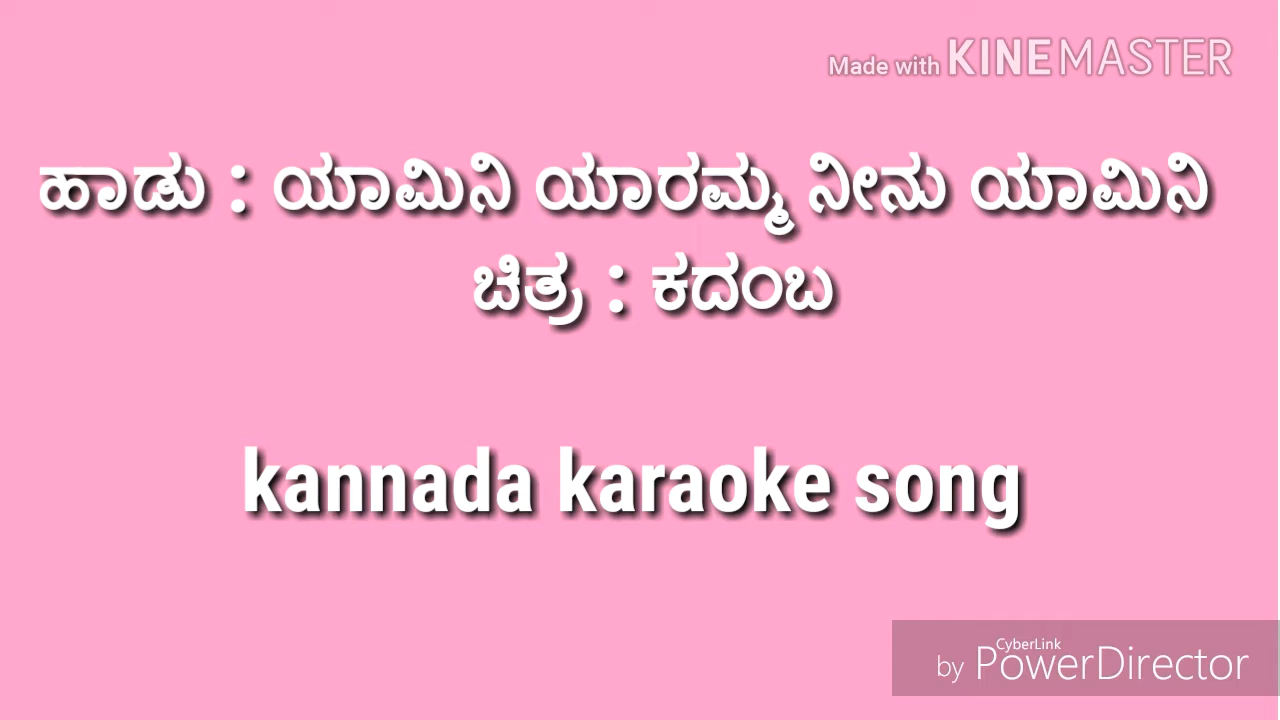 Made with KINEMASTER
ಹಾಡು : ಯಾಮಿನಿ ಯಾರಮ್ಮ ನೀನು ಯಾಮಿನಿ
ಚಿತ್ರ : ಕದಂಬ
kannada karaoke song
CyberLink
by PowerDirector